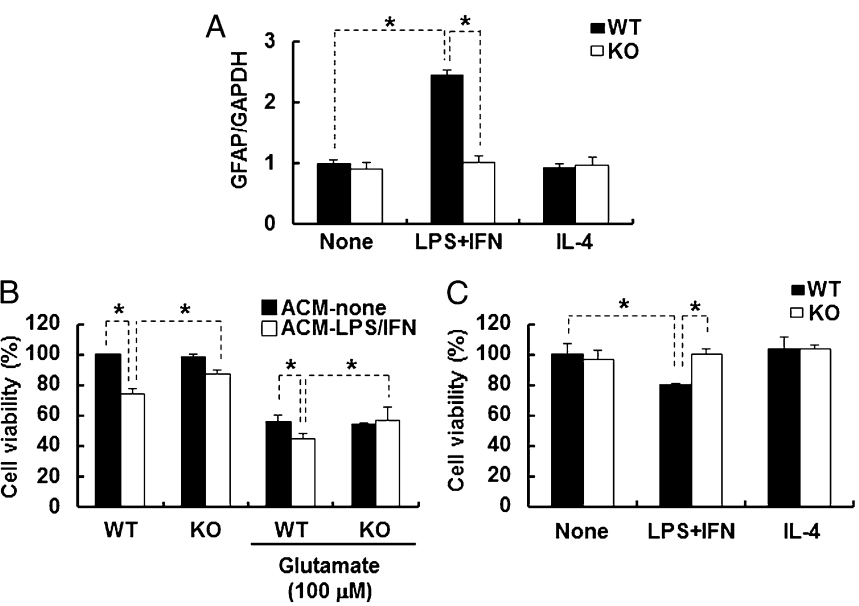 A
* *
WT
KO
GFAP/GAPDH
3
2
1
0
None LPS+IFN IL-4
B
* *
ACM-none
ACM-LPS/IFN
Cell viability (%)
120
100
80
60
40
20
0
* *
WT KO WT KO
Glutamate
(100 μM)
C
* *
WT
KO
Cell viability (%)
120
100
80
60
40
20
0
None LPS+IFN IL-4